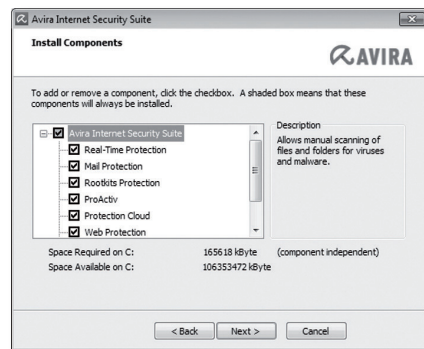 Avira Internet Security Suite
Install Components
AVIRA
To add or remove a component, click the checkbox. A shaded box means that these
components will always be installed.
Avira Internet Security Suite
Real-Time Protection
Mail Protection
Rootkits Protection
ProActiv
Protection Cloud
Web Protection
Description
Allows manual scanning of
files and folders for viruses
and malware.
Space Required on C: 165618 kByte (component independent)
Space Available on C: 106353472 kByte
< Back Next > Cancel